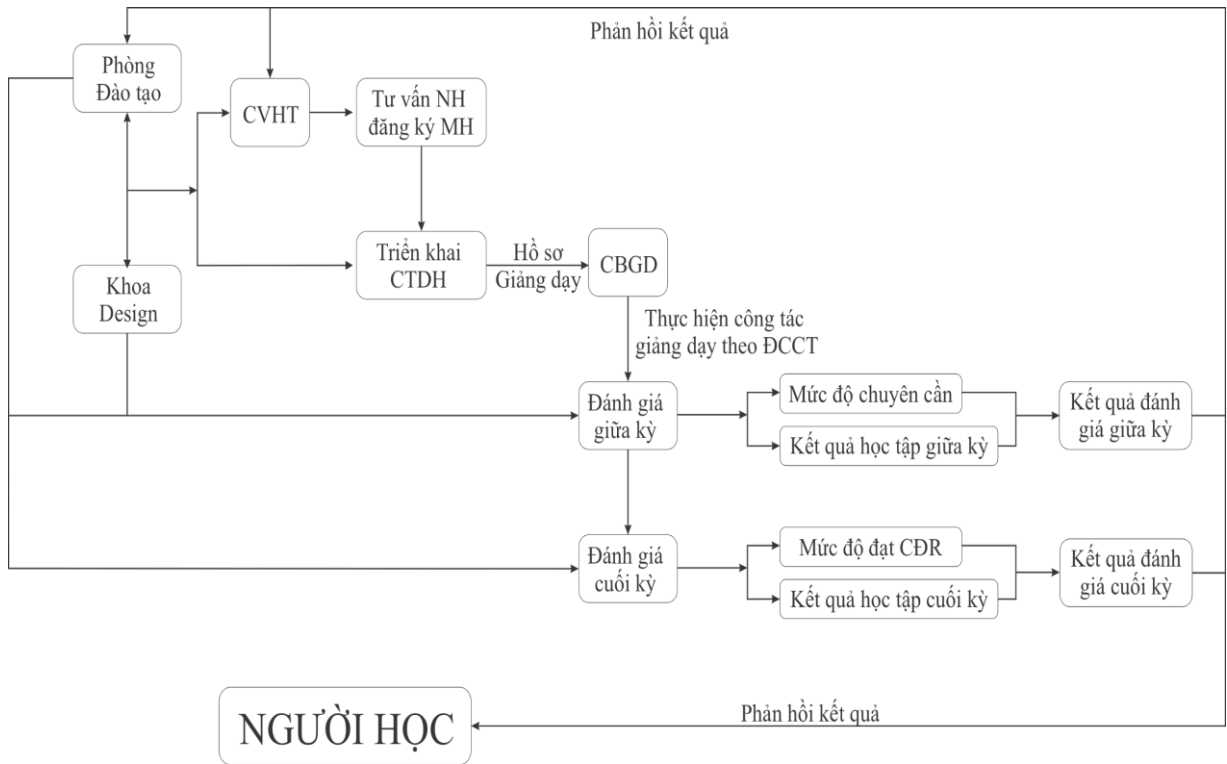 Phản hồi kết quả
Phòng
Đào tạo
CVHT
Tư vấn NH
đăng ký MH
Khoa
Design
Triển khai
CTDH
Hồ sơ
Giảng dạy
CBGD
Thực hiện công tác
giảng dạy theo ĐCCT
Đánh giá
giữa kỳ
Mức độ chuyên cần
Kết quả học tập giữa kỳ
Kết quả đánh
giá giữa kỳ
Đánh giá
cuối kỳ
Mức độ đạt CĐR
Kết quả học tập cuối kỳ
Kết quả đánh
giá cuối kỳ
NGƯỜI HỌC
Phản hồi kết quả